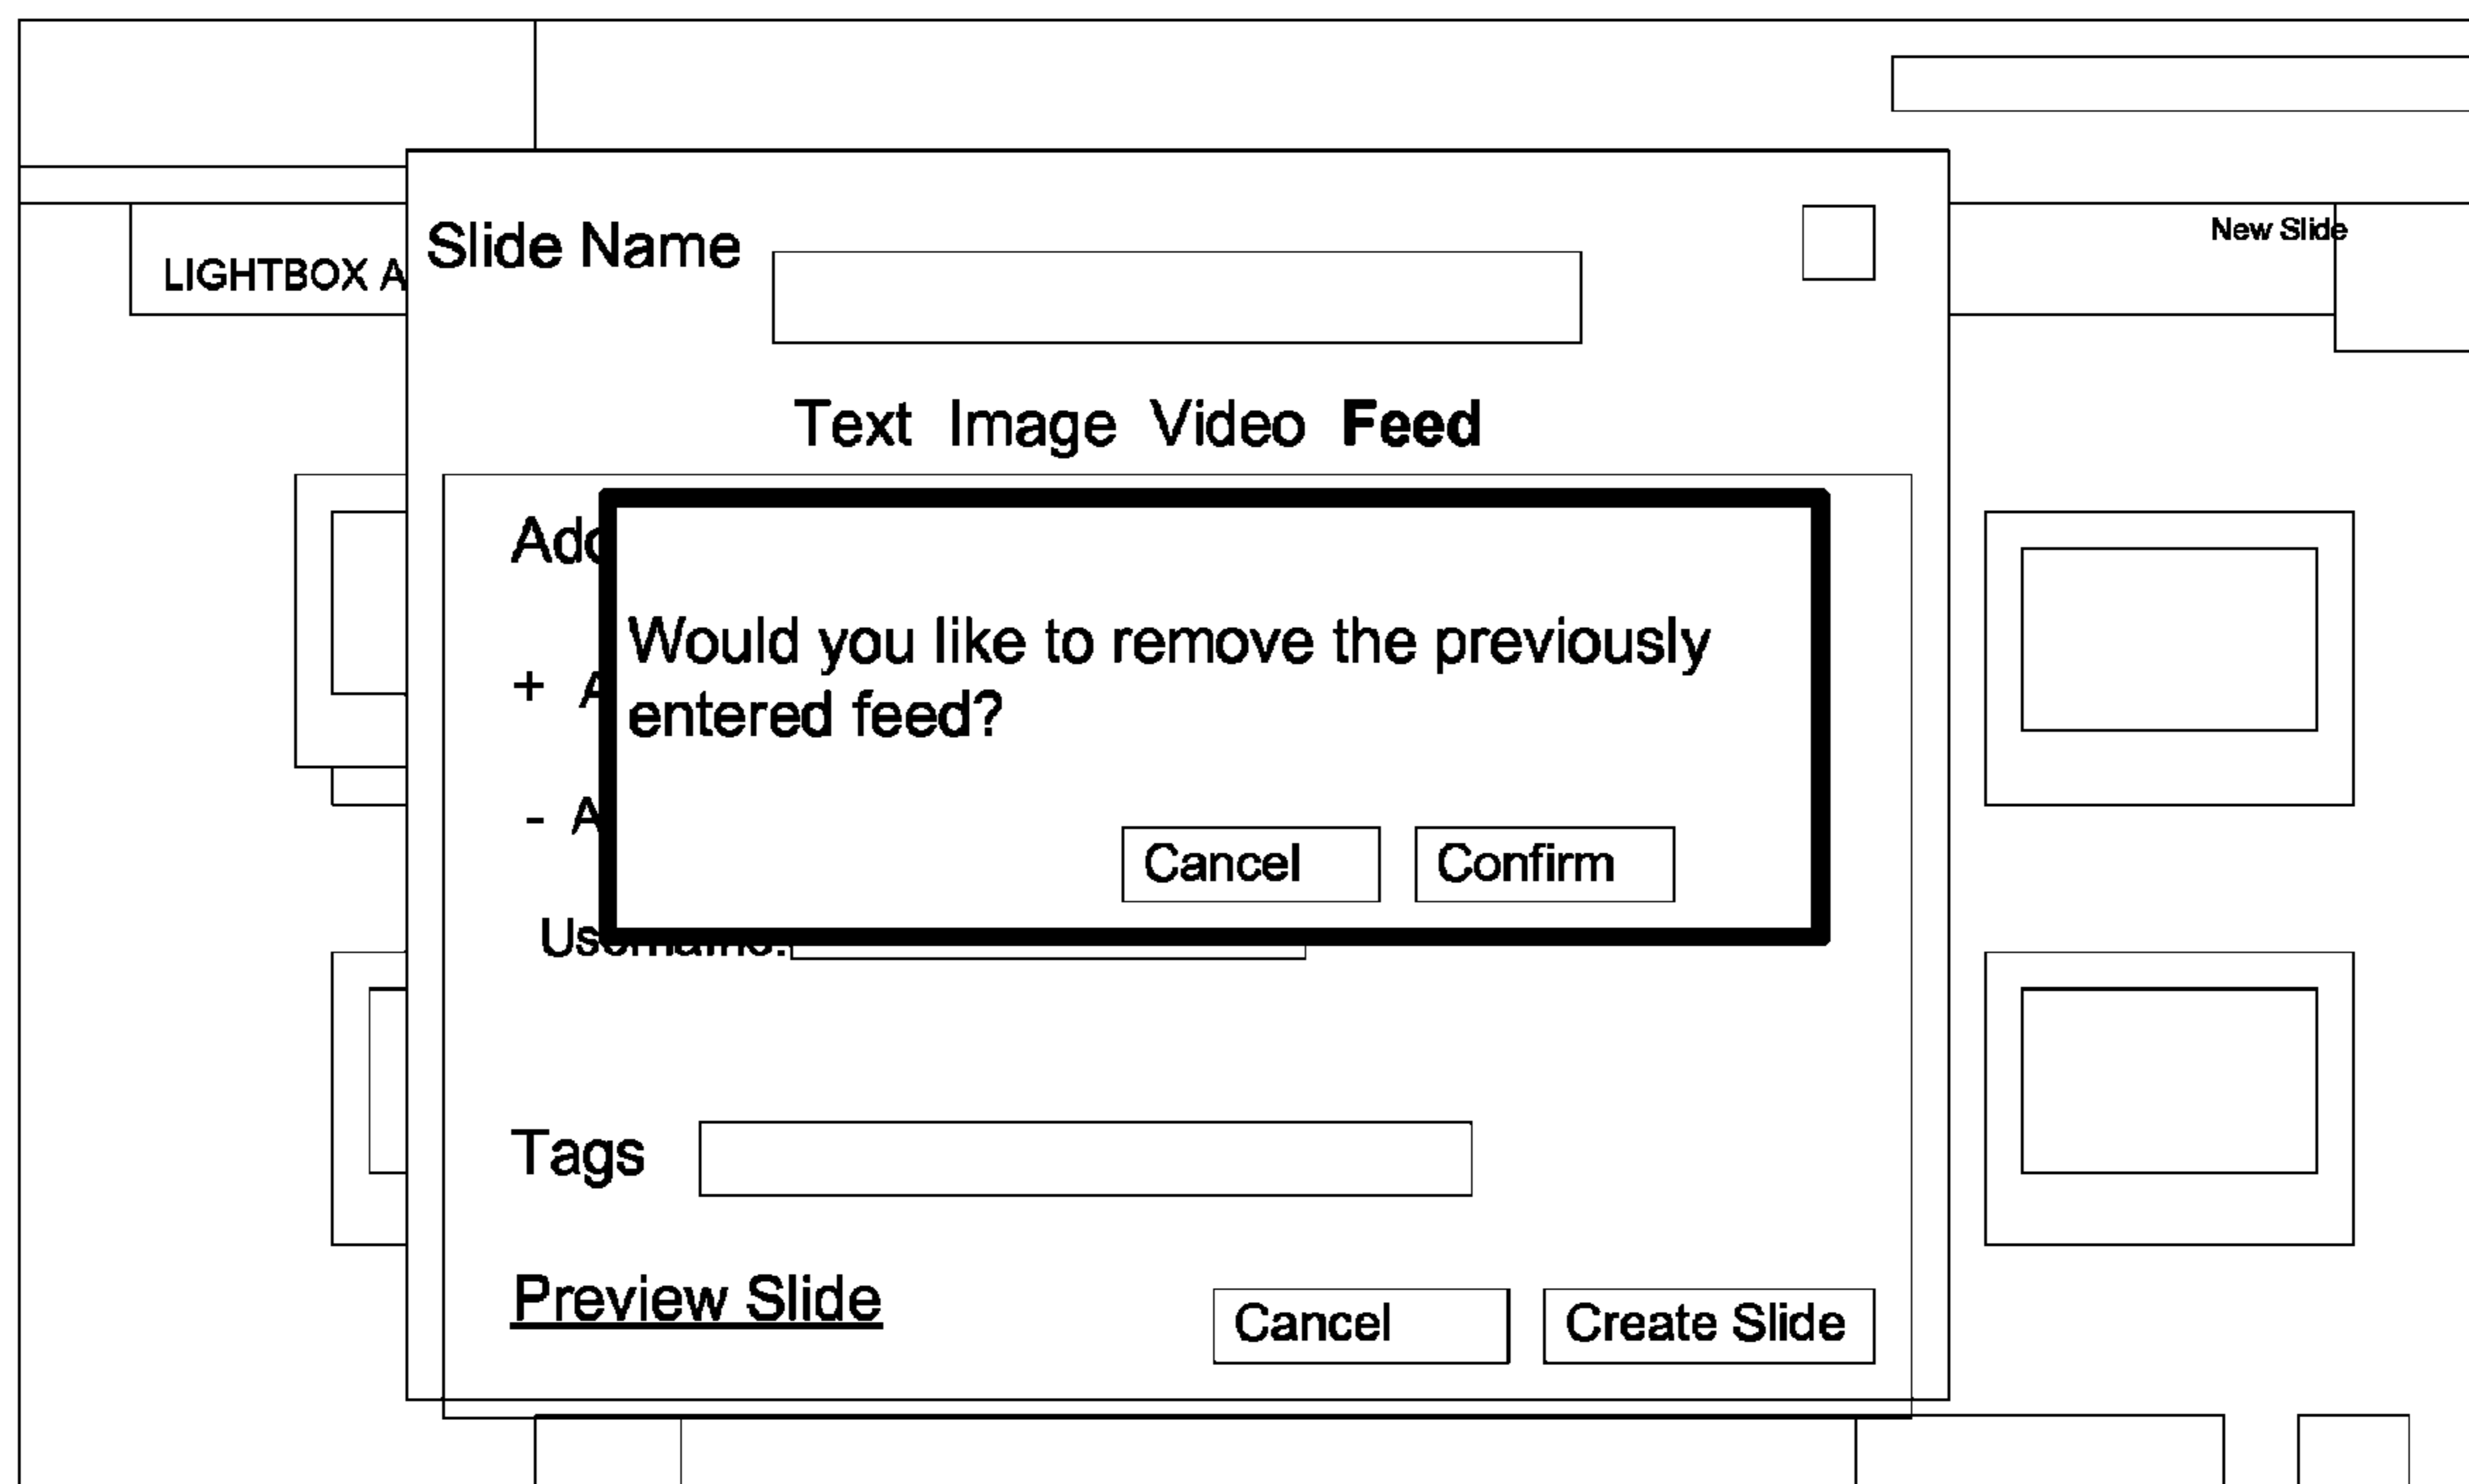 New Slide
Slide Name
LIGHTBOX A
Text Image Video Feed
Would you like to remove the previously
+ A
entered feed?
- A
Cancel Confirm
Username:
Tags
Preview Slide
Cancel Create Slide